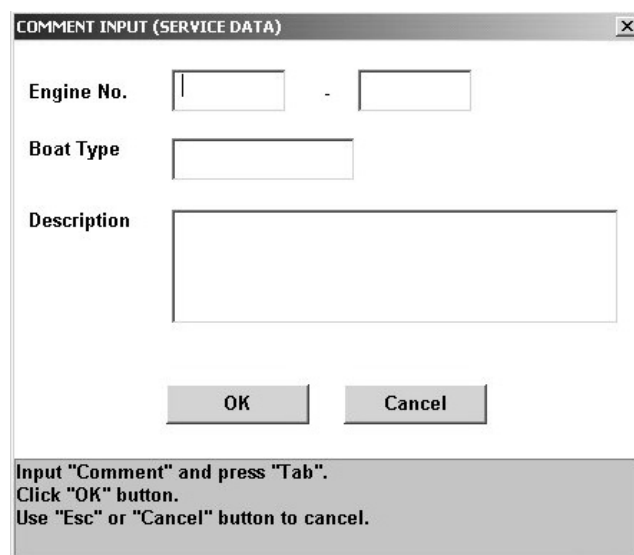 COMMENT INPUT (SERVICE DATA)
Engine No. -
Boat Type
Description
OK Cancel
Input "Comment" and press "Tab".
Click "OK" button.
Use "Esc" or "Cancel" button to cancel.